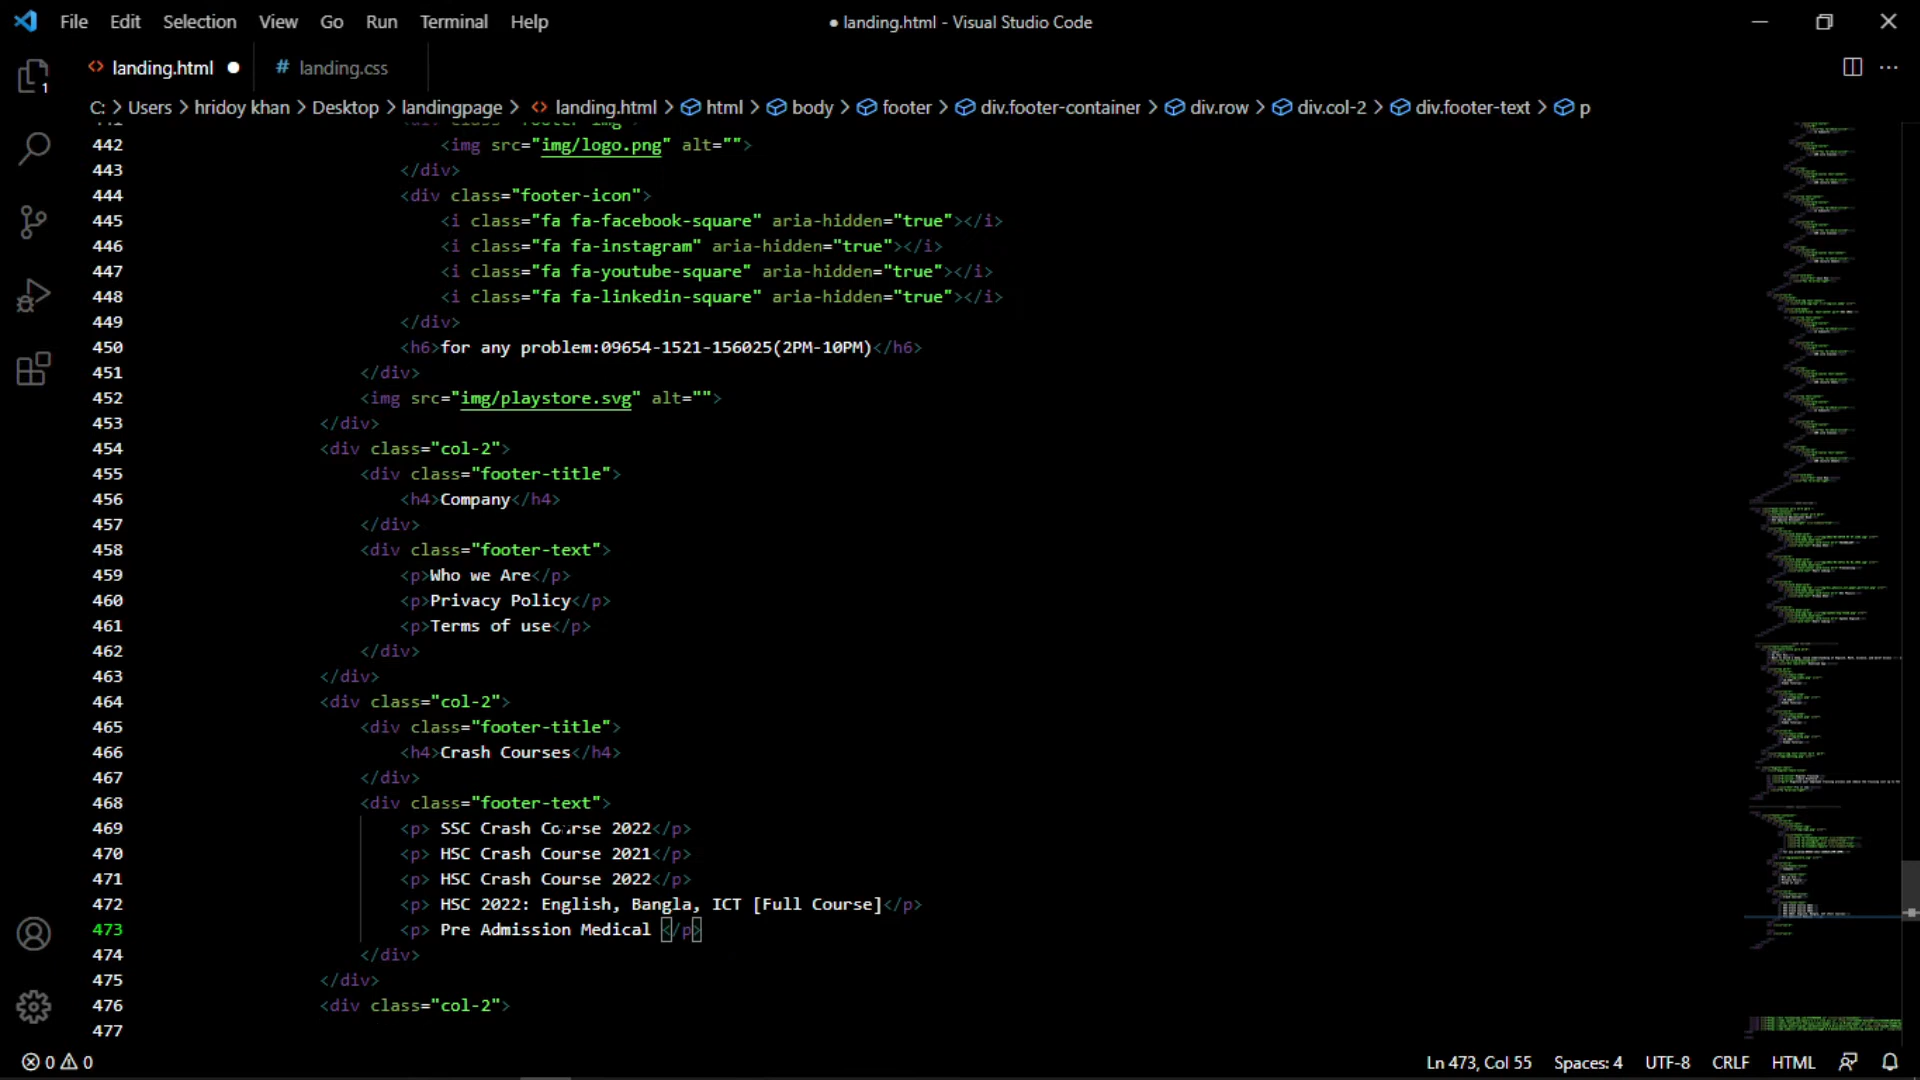 File Edit Selection View Go Run Terminal Help
● landing.html - Visual Studio Code
<> landing.html ●
# landing.css
C: > Users > hridoy khan > Desktop > landingpage > <> landing.html > html > body > footer > div.footer-container > div.row > div.col-2 > div.footer-text > p
1
442 <img src="img/logo.png" alt="">
443 </div>
444 <div class="footer-icon">
445 <i class="fa fa-facebook-square" aria-hidden="true"></i>
446 <i class="fa fa-instagram" aria-hidden="true"></i>
447 <i class="fa fa-youtube-square" aria-hidden="true"></i>
448 <i class="fa fa-linkedin-square" aria-hidden="true"></i>
449 </div>
450 <h6>for any problem:09654-1521-156025(2PM-10PM)</h6>
451 </div>
452 <img src="img/playstore.svg" alt="">
453 </div>
454 <div class="col-2">
455 <div class="footer-title">
456 <h4>Company</h4>
457 </div>
458 <div class="footer-text">
459 <p>Who we Are</p>
460 <p>Privacy Policy</p>
461 <p>Terms of use</p>
462 </div>
463 </div>
464 <div class="col-2">
465 <div class="footer-title">
466 <h4>Crash Courses</h4>
467 </div>
468 <div class="footer-text">
469 <p> SSC Crash Course 2022</p>
470 <p> HSC Crash Course 2021</p>
471 <p> HSC Crash Course 2022</p>
472 <p> HSC 2022: English, Bangla, ICT [Full Course]</p>
473 <p> Pre Admission Medical </p>
474 </div>
475 </div>
476 <div class="col-2">
477
0 0
Ln 473, Col 55 Spaces: 4 UTF-8 CRLF HTML